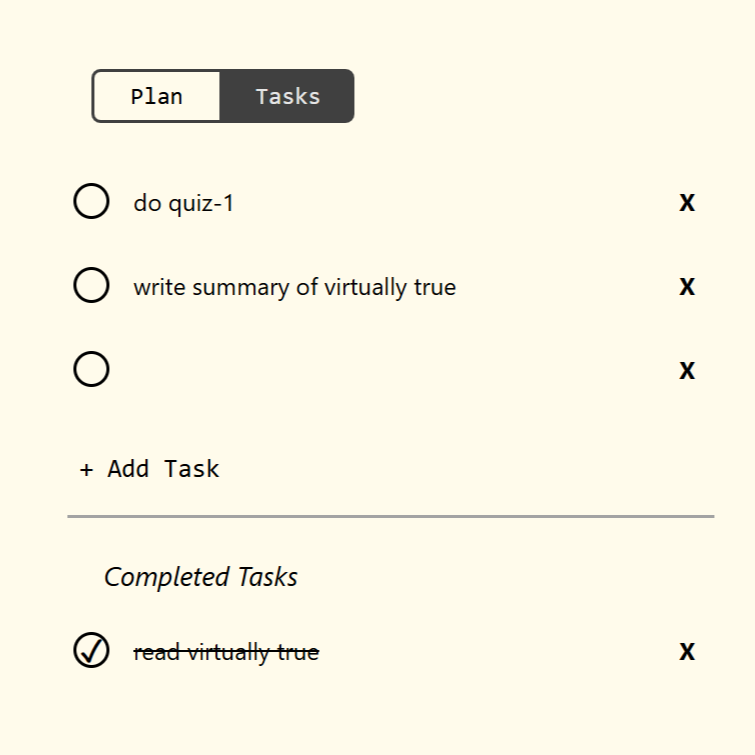 Plan Tasks
do quiz-1 X
write summary of virtually true X
X
+ Add Task
Completed Tasks
read virtually true X